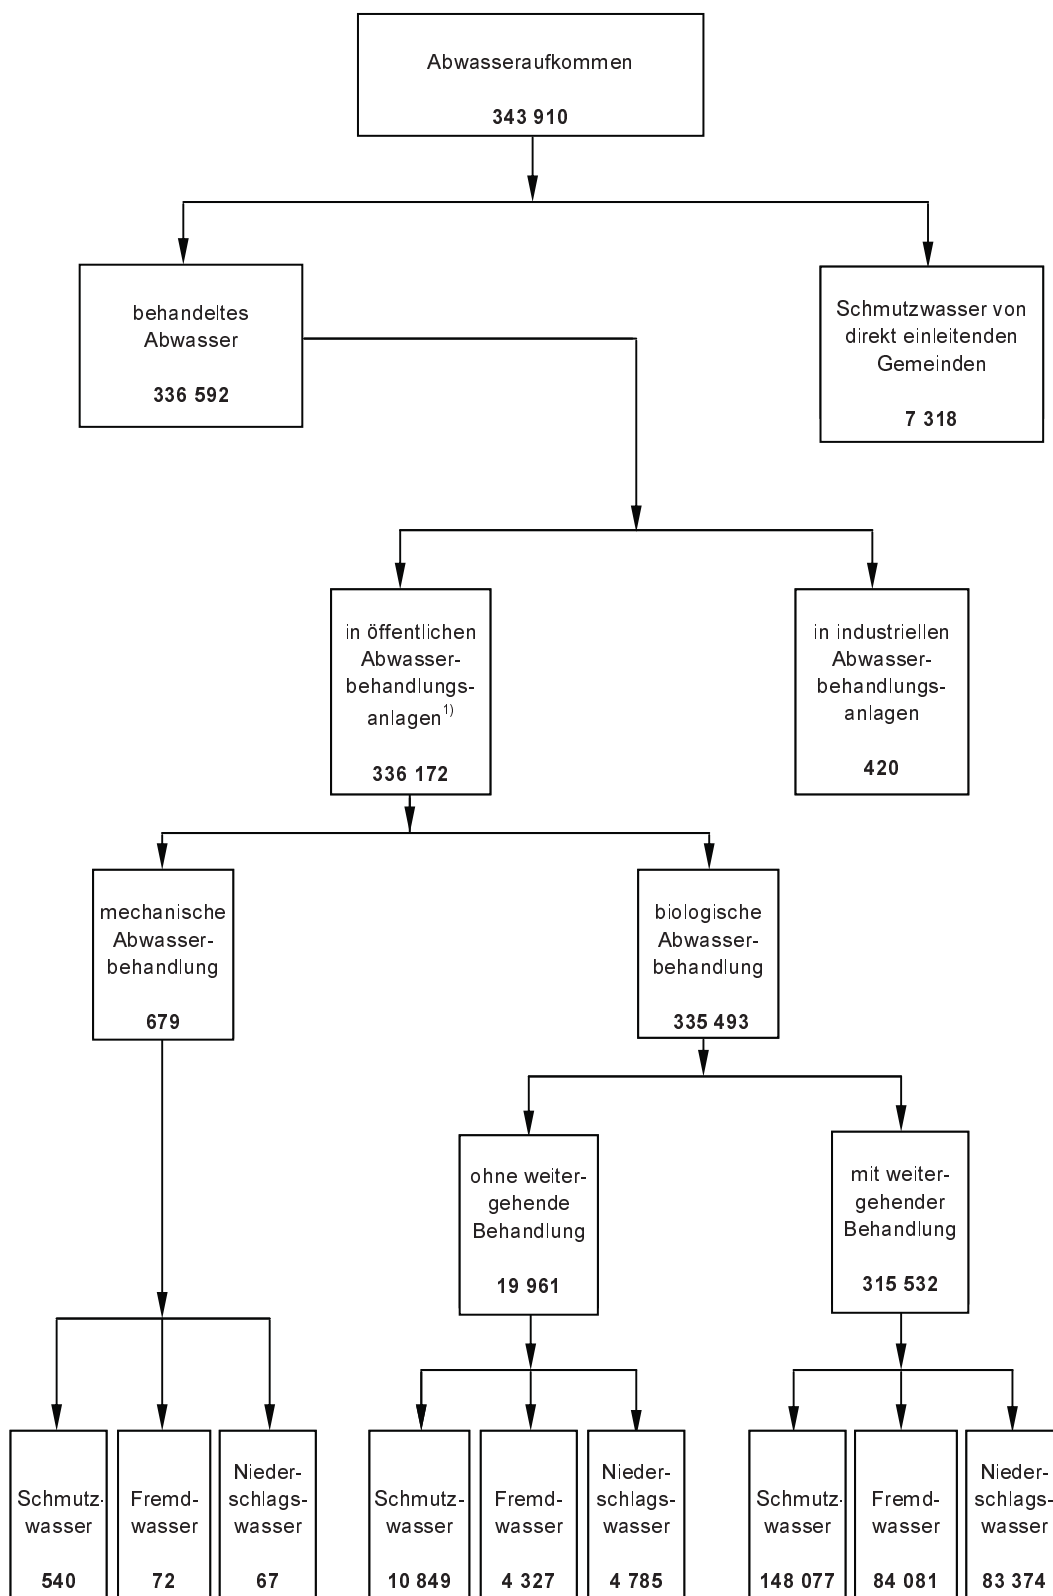 Abwasseraufkommen
343 910
behandeltes
Abwasser
336 592
Schmutzwasser von
direkt einleitenden
Gemeinden
7 318
in öffentlichen
Abwasser-
behandlungs-
anlagen1)
336 172
in industriellen
Abwasser-
behandlungs-
anlagen
420
mechanische
Abwasser-
behandlung
679
biologische
Abwasser-
behandlung
335 493
ohne weiter-
gehende
Behandlung
19 961
mit weiter-
gehender
Behandlung
315 532
Schmutz-
wasser
540
Fremd-
wasser
72
Nieder-
schlags-
wasser
67
Schmutz-
wasser
10 849
Fremd-
wasser
4 327
Nieder-
schlags-
wasser
4 785
Schmutz-
wasser
148 077
Fremd-
wasser
84 081
Nieder-
schlags-
wasser
83 374